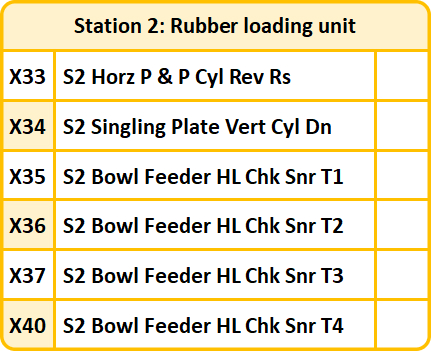 Station 2: Rubber loading unit
X33 S2 Horz P & P Cyl Rev Rs
X34 S2 Singling Plate Vert Cyl Dn
X35 S2 Bowl Feeder HL Chk Snr T1
X36 S2 Bowl Feeder HL Chk Snr T2
X37 S2 Bowl Feeder HL Chk Snr T3
X40 S2 Bowl Feeder HL Chk Snr T4